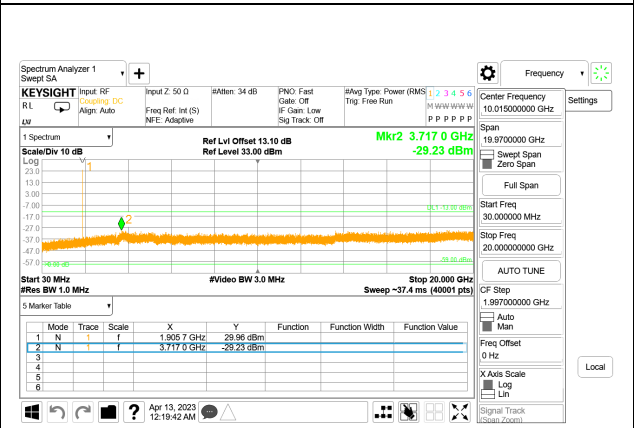 Spectrum Analyzer 1
Swept SA
+
Frequency
KEYSIGHT Input: RF Input Z: 50 Ω #Atten: 34 dB PNO: Fast #Avg Type: Power (RMS 1 2 3 4 5 6
RL Coupling: DC Gate: Off Trig: Free Run M W W W W W
Align: Auto Freq Ref: Int (S) IF Gain: Low
NFE: Adaptive Sig Track: Off P P P P P P
1 Spectrum
Ref Lvl Offset 13.10 dB Mkr2 3.717 0 GHz
Scale/Div 10 dB Ref Level 33.00 dBm -29.23 dBm
Log
23.0
13.0
3.00
-7.00
-17.0
-27.0
-37.0
-47.0
-57.0
1
2
DL1 -13.00 dBm
Start 30 MHz #Video BW 3.0 MHz Stop 20.000 GHz
#Res BW 1.0 MHz Sweep ~37.4 ms (40001 pts)
5 Marker Table
Mode Trace Scale X Y Function Function Width Function Value
1 N 1 f 1.905 7 GHz 29.96 dBm
2 N 1 f 3.717 0 GHz -29.23 dBm
3
4
5
6
?
Apr 13, 2023
12:19:42 AM
Center Frequency
10.015000000 GHz
Settings
Span
19.9700000 GHz
Swept Span
Zero Span
Full Span
Start Freq
30.000000 MHz
Stop Freq
20.000000000 GHz
AUTO TUNE
CF Step
1.997000000 GHz
Auto
Man
Freq Offset
0 Hz
X Axis Scale
Log
Lin
Local
Signal Track
(Span Zoom)